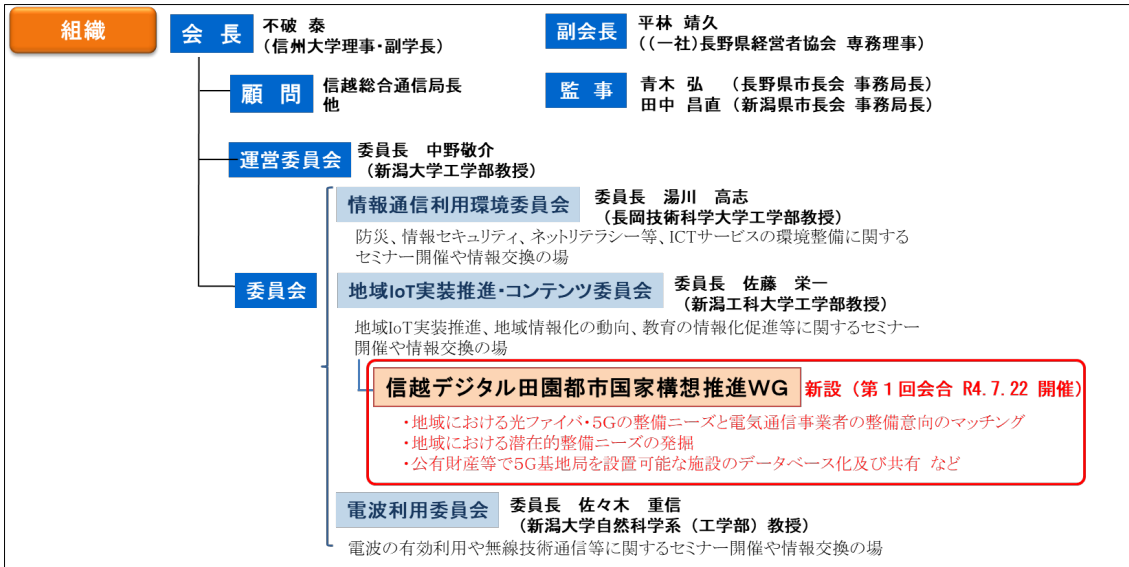 組織
会 長
不破 泰
(信州大学理事・副学長)
副会長
平林 靖久
((一社)長野県経営者協会 専務理事)
顧 問
信越総合通信局長
他
監 事
青木 弘 (長野県市長会 事務局長)
田中 昌直 (新潟県市長会 事務局長)
運営委員会
委員長 中野敬介
(新潟大学工学部教授)
委員会
情報通信利用環境委員会
委員長 湯川 高志
(長岡技術科学大学工学部教授)
防災、情報セキュリティ、ネットリテラシー等、ICTサービスの環境整備に関する
セミナー開催や情報交換の場
地域IoT実装推進・コンテンツ委員会
委員長 佐藤 栄一
(新潟工科大学工学部教授)
地域IoT実装推進、地域情報化の動向、教育の情報化促進等に関するセミナー
開催や情報交換の場
信越デジタル田園都市国家構想推進WG
新設 (第1回会合 R4.7.22 開催)
・地域における光ファイバ・5Gの整備ニーズと電気通信事業者の整備意向のマッチング
・地域における潜在的整備ニーズの発掘
・公有財産等で5G基地局を設置可能な施設のデータベース化及び共有 など
電波利用委員会
委員長 佐々木 重信
(新潟大学自然科学系(工学部)教授)
電波の有効利用や無線技術通信等に関するセミナー開催や情報交換の場